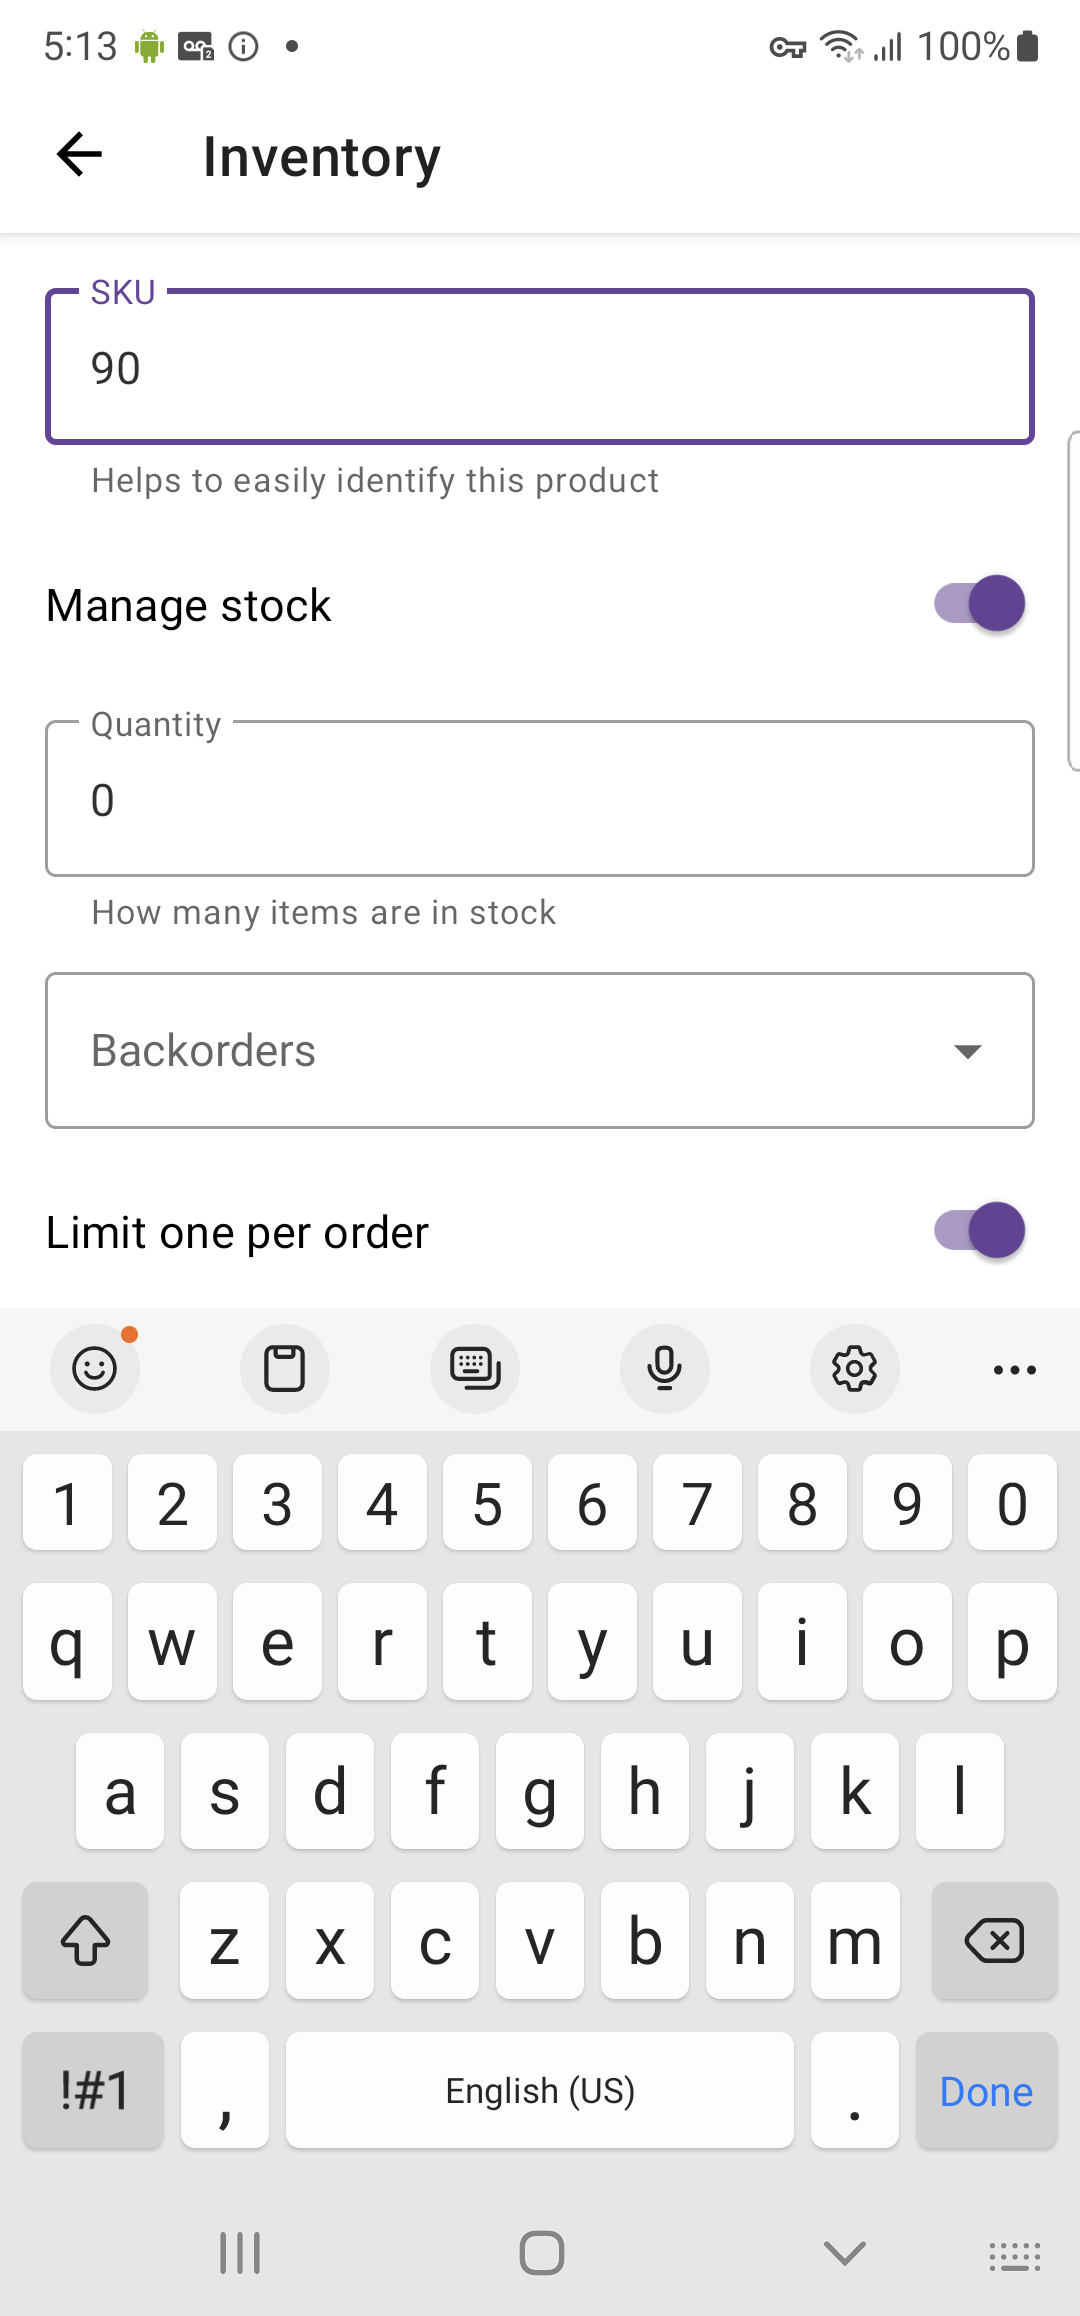 5:13 100%
Inventory
SKU
90
Helps to easily identify this product
Manage stock
Quantity
0
How many items are in stock
Backorders
Limit one per order
1 2 3 4 5 6 7 8 9 0
q w e r t y u i o p
a s d f g h j k l
z x c v b n m
!#1 , English (US) . Done